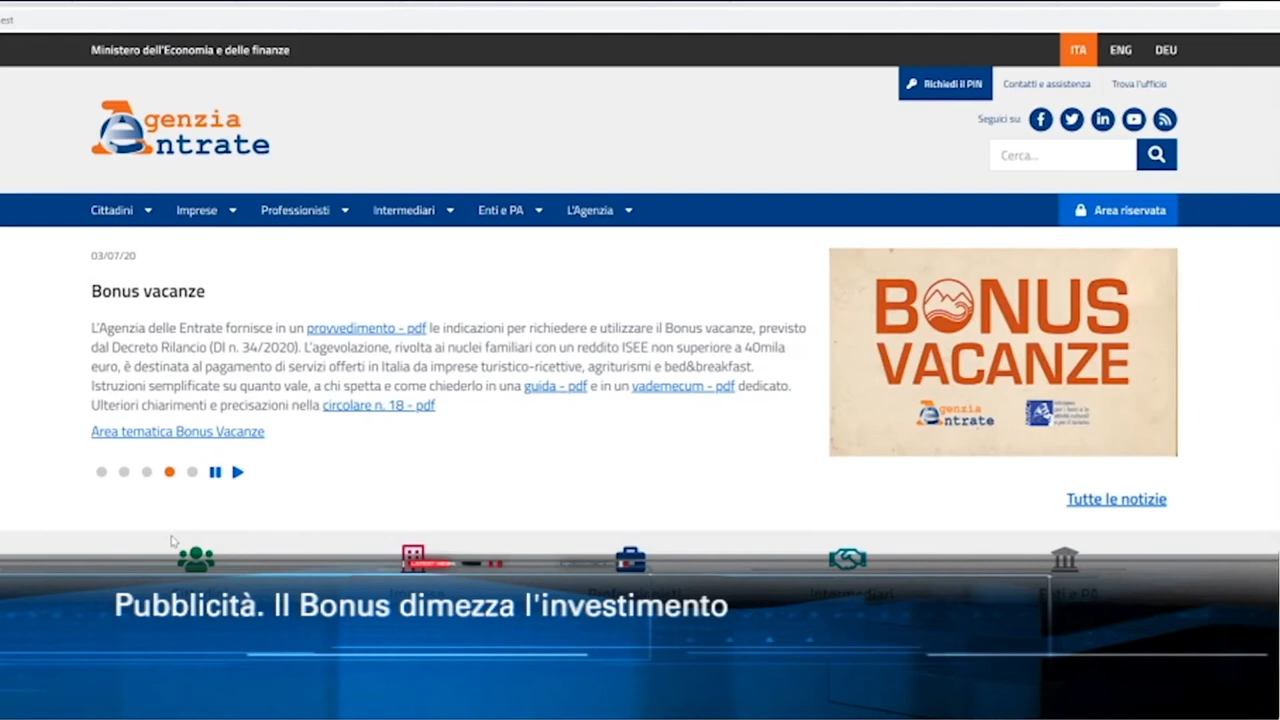 est
Ministero dell'Economia e delle finanze
ITA ENG DEU
Richiedi il PIN Contatti e assistenza Trova l'ufficio
Agenzia
Entrate
Seguici su
Cerca...
Cittadini Imprese Professionisti Intermediari Enti e PA L'Agenzia Area riservata
03/07/20
Bonus vacanze
L'Agenzia delle Entrate fornisce in un provvedimento - pdf le indicazioni per richiedere e utilizzare il Bonus vacanze, previsto
dal Decreto Rilancio (Dl n. 34/2020). L'agevolazione, rivolta ai nuclei familiari con un reddito ISEE non superiore a 40mila
euro, è destinata al pagamento di servizi offerti in Italia da imprese turistico-ricettive, agriturismi e bed&breakfast.
Istruzioni semplificate su quanto vale, a chi spetta e come chiederlo in una guida - pdf e in un vademecum - pdf dedicato.
Ulteriori chiarimenti e precisazioni nella circolare n. 18 - pdf
Area tematica Bonus Vacanze
BONUS
VACANZE
Agenzia
Entrate
Tutte le notizie
LATEST NEWS
Intermediari Enti e PA
Pubblicità. Il Bonus dimezza l'investimento